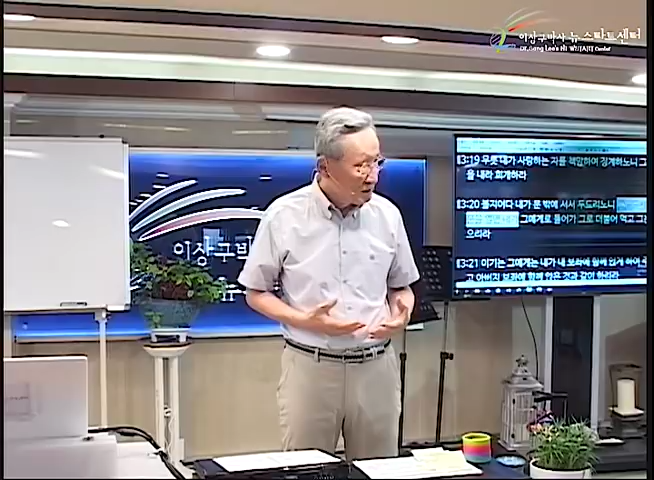 이상구박사 뉴스타트센터
Dr. Sang Lee's NEWSTART Center
이상구박
3:19 무릇 내가 사랑하는 자를 책망하여 징계하노니 그
을 내라 회개하라
3:20 볼지어다 내가 문 밖에 서서 두드리노니
음을 열면 내가 그에게로 들어가 그로 더불어 먹고 그
으리라
3:21 이기는 그에게는 내가 내 보좌에 함께 앉게 하여 주
고 아버지 보좌에 함께 앉은 것과 같이 하리라